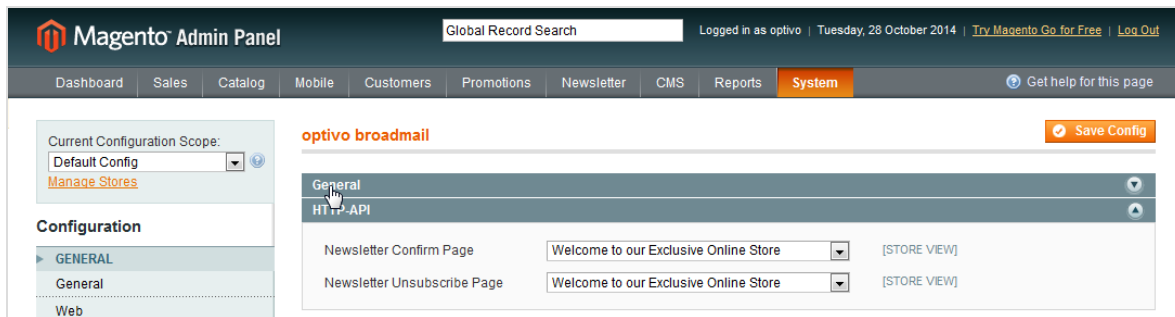 Magento Admin Panel
Global Record Search
Logged in as optivo | Tuesday, 28 October 2014 | Try Magento Go for Free | Log Out
Dashboard Sales Catalog Mobile Customers Promotions Newsletter CMS Reports System Get help for this page
Current Configuration Scope:
Default Config
Manage Stores
Configuration
GENERAL
General
Web
optivo broadmail
Save Config
General
HTTP-API
Newsletter Confirm Page Welcome to our Exclusive Online Store [STORE VIEW]
Newsletter Unsubscribe Page Welcome to our Exclusive Online Store [STORE VIEW]